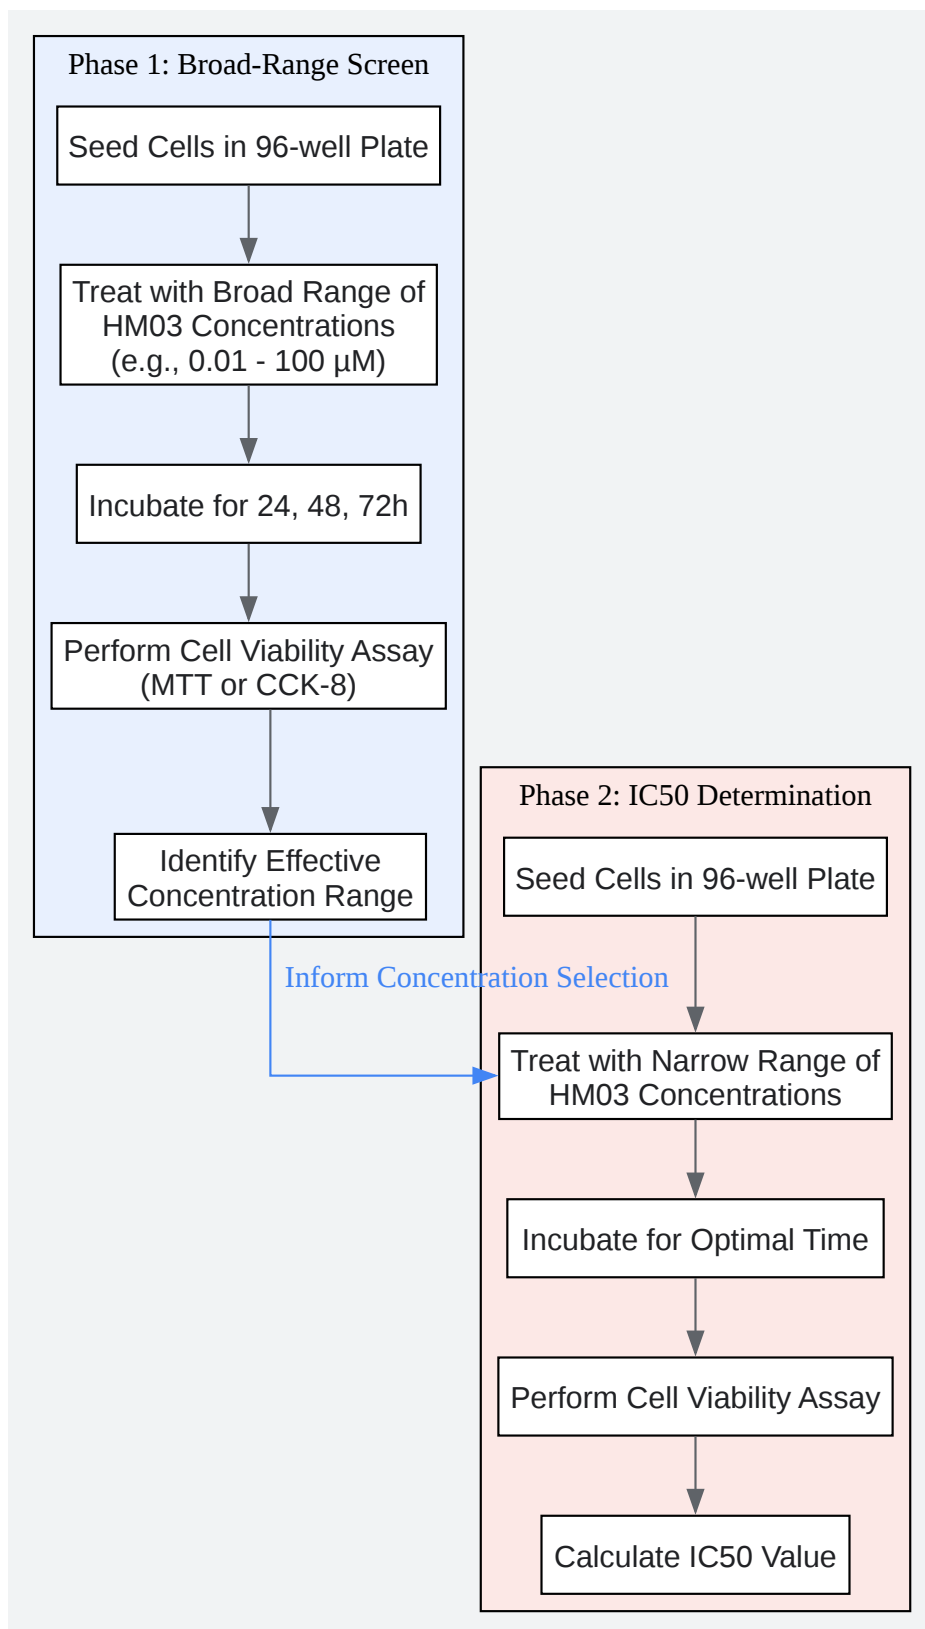 Phase 1: Broad-Range Screen
Seed Cells in 96-well Plate
Treat with Broad Range of
HM03 Concentrations
(e.g., 0.01 - 100 µM)
Incubate for 24, 48, 72h
Perform Cell Viability Assay
(MTT or CCK-8)
Identify Effective
Concentration Range
Inform Concentration Selection
Phase 2: IC50 Determination
Seed Cells in 96-well Plate
Treat with Narrow Range of
HM03 Concentrations
Incubate for Optimal Time
Perform Cell Viability Assay
Calculate IC50 Value